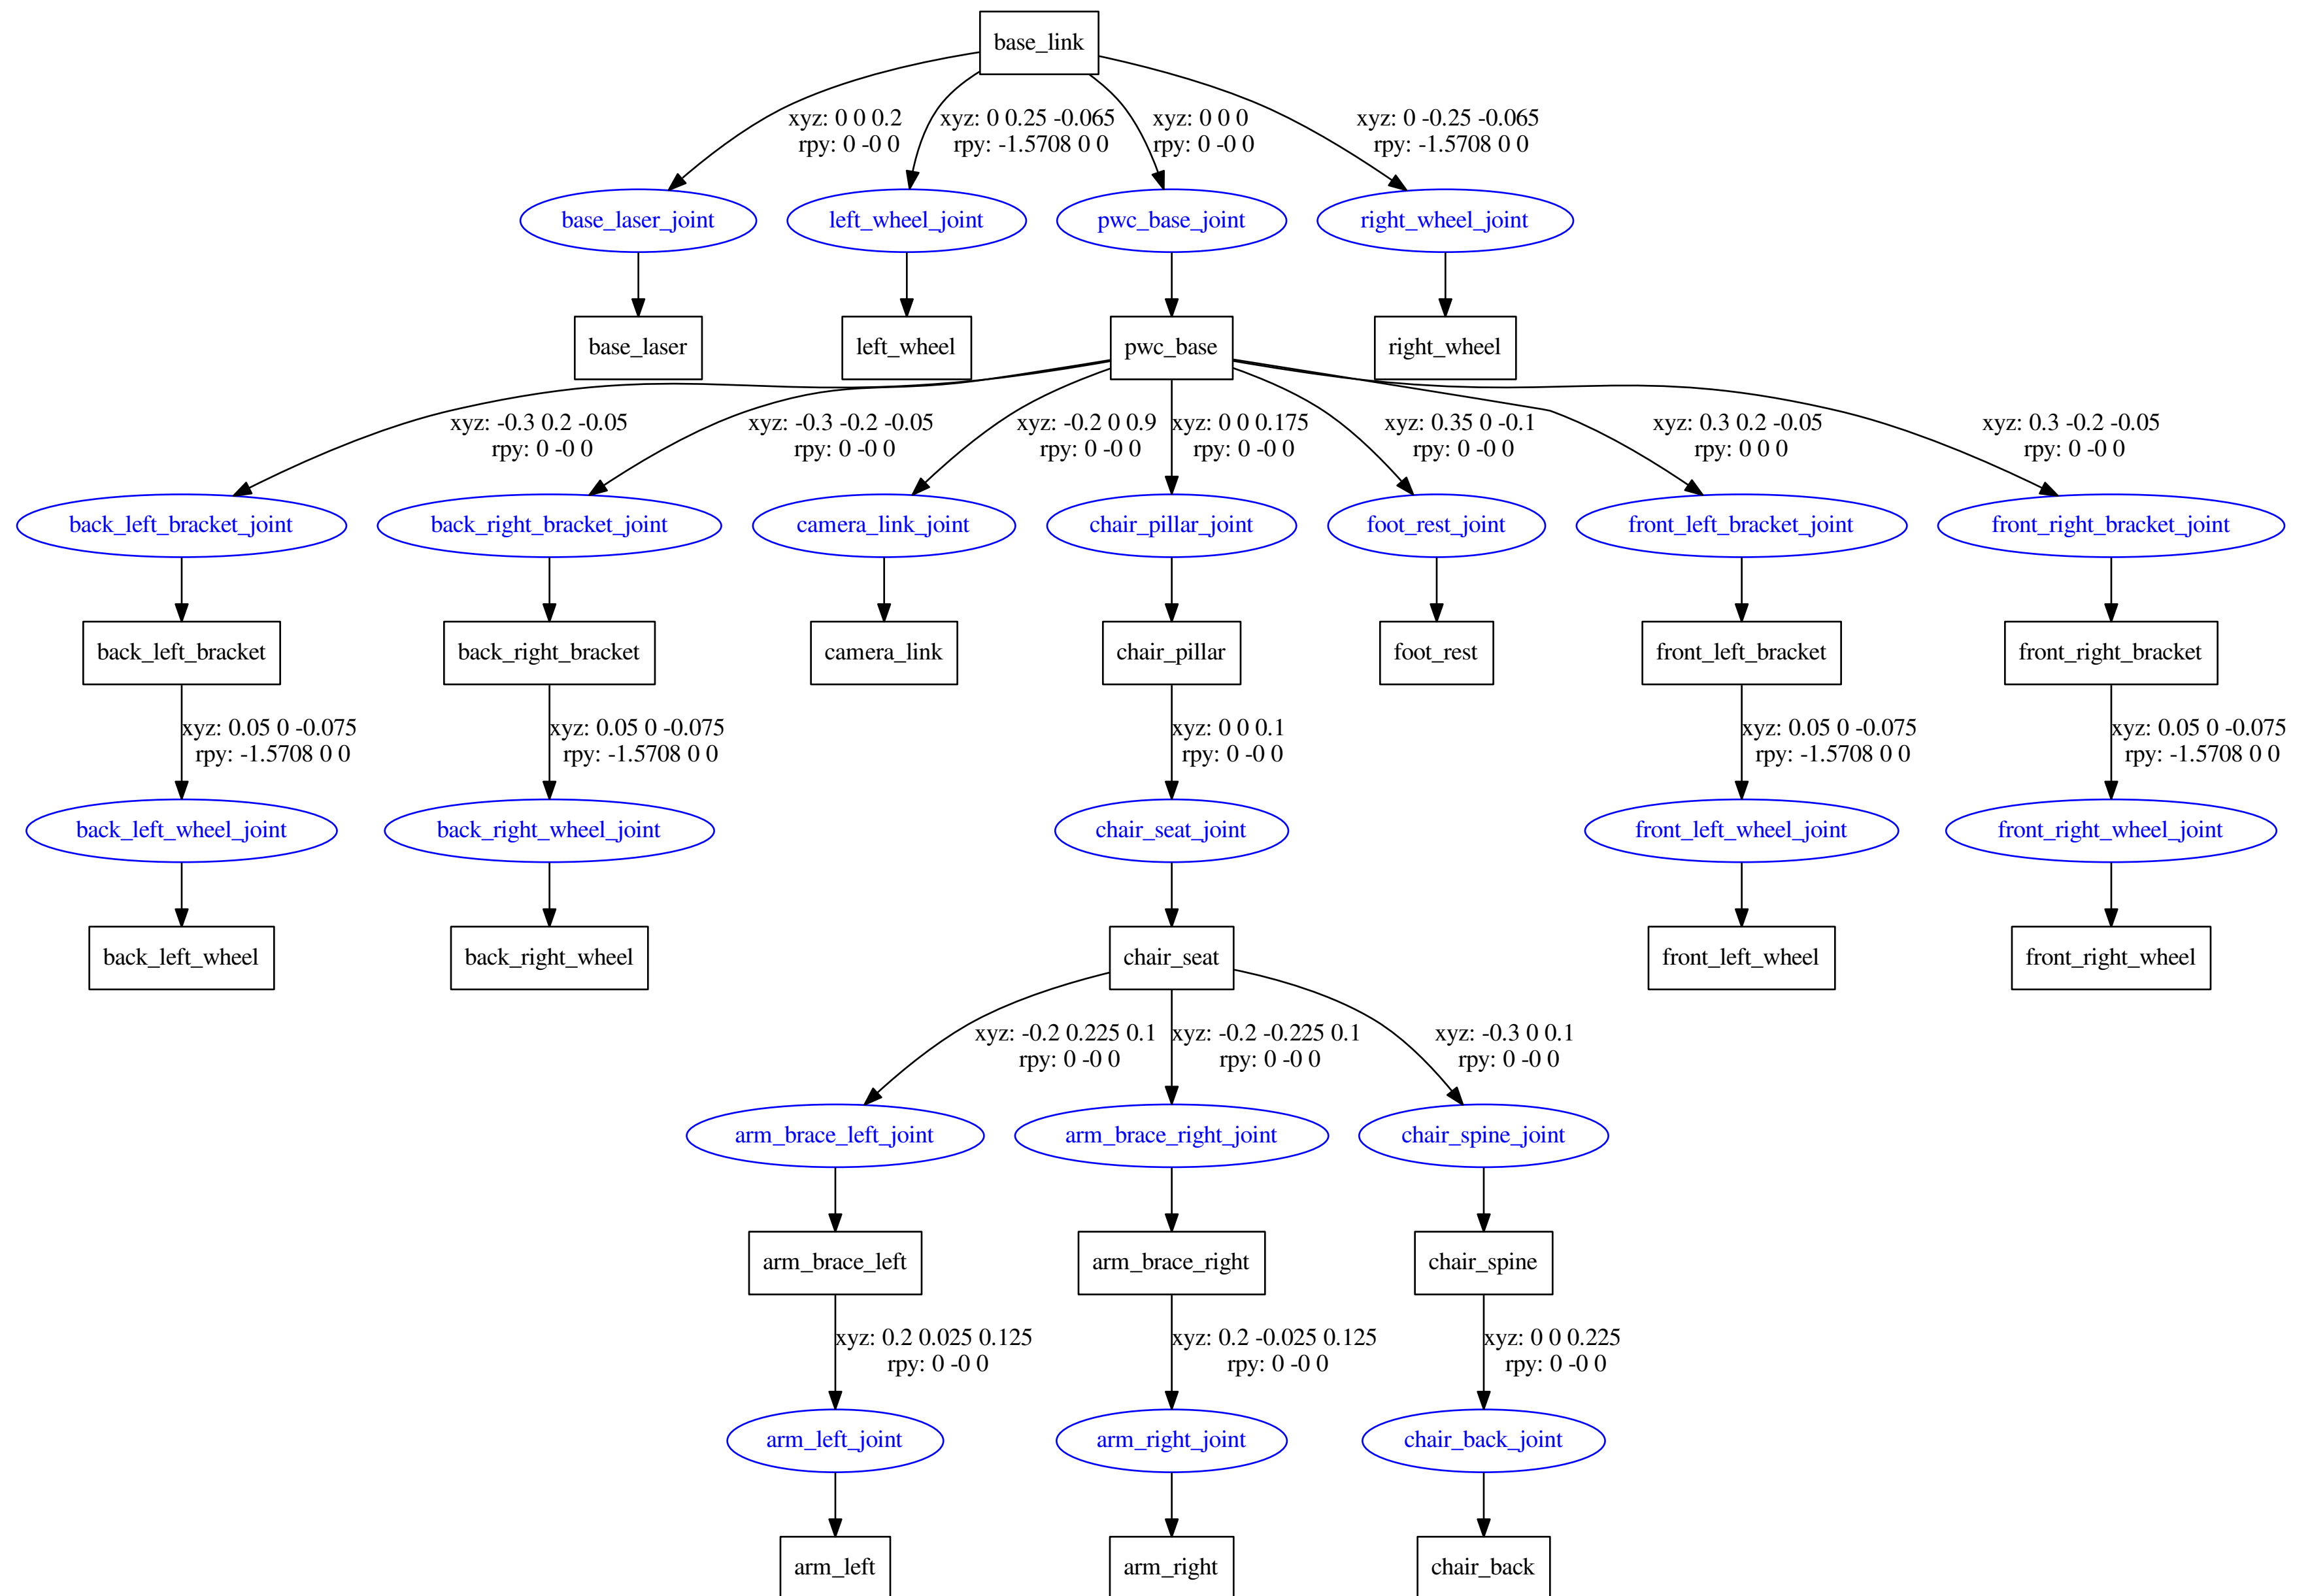 base_link
xyz: 0 0 0.2
rpy: 0 -0 0
xyz: 0 0.25 -0.065
rpy: -1.5708 0 0
xyz: 0 0 0
rpy: 0 -0 0
xyz: 0 -0.25 -0.065
rpy: -1.5708 0 0
base_laser_joint
left_wheel_joint
pwc_base_joint
right_wheel_joint
base_laser
left_wheel
pwc_base
right_wheel
xyz: -0.3 0.2 -0.05
rpy: 0 -0 0
xyz: -0.3 -0.2 -0.05
rpy: 0 -0 0
xyz: -0.2 0 0.9
rpy: 0 -0 0
xyz: 0 0 0.175
rpy: 0 -0 0
xyz: 0.35 0 -0.1
rpy: 0 -0 0
xyz: 0.3 0.2 -0.05
rpy: 0 0 0
xyz: 0.3 -0.2 -0.05
rpy: 0 -0 0
back_left_bracket_joint
back_right_bracket_joint
camera_link_joint
chair_pillar_joint
foot_rest_joint
front_left_bracket_joint
front_right_bracket_joint
back_left_bracket
back_right_bracket
camera_link
chair_pillar
foot_rest
front_left_bracket
front_right_bracket
xyz: 0.05 0 -0.075
rpy: -1.5708 0 0
xyz: 0.05 0 -0.075
rpy: -1.5708 0 0
xyz: 0 0 0.1
rpy: 0 -0 0
xyz: 0.05 0 -0.075
rpy: -1.5708 0 0
xyz: 0.05 0 -0.075
rpy: -1.5708 0 0
back_left_wheel_joint
back_right_wheel_joint
chair_seat_joint
front_left_wheel_joint
front_right_wheel_joint
back_left_wheel
back_right_wheel
chair_seat
front_left_wheel
front_right_wheel
xyz: -0.2 0.225 0.1
rpy: 0 -0 0
xyz: -0.2 -0.225 0.1
rpy: 0 -0 0
xyz: -0.3 0 0.1
rpy: 0 -0 0
arm_brace_left_joint
arm_brace_right_joint
chair_spine_joint
arm_brace_left
arm_brace_right
chair_spine
xyz: 0.2 0.025 0.125
rpy: 0 -0 0
xyz: 0.2 -0.025 0.125
rpy: 0 -0 0
xyz: 0 0 0.225
rpy: 0 -0 0
arm_left_joint
arm_right_joint
chair_back_joint
arm_left
arm_right
chair_back